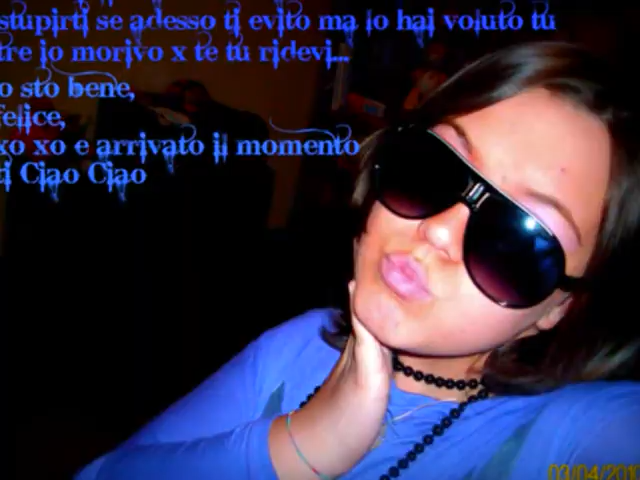 stupirti se adesso ti evito ma lo hai voluto tu
tre io morivo x te tu ridevi...
o sto bene,
felice,
xo xo e arrivato il momento
ti Ciao Ciao
03/04/201